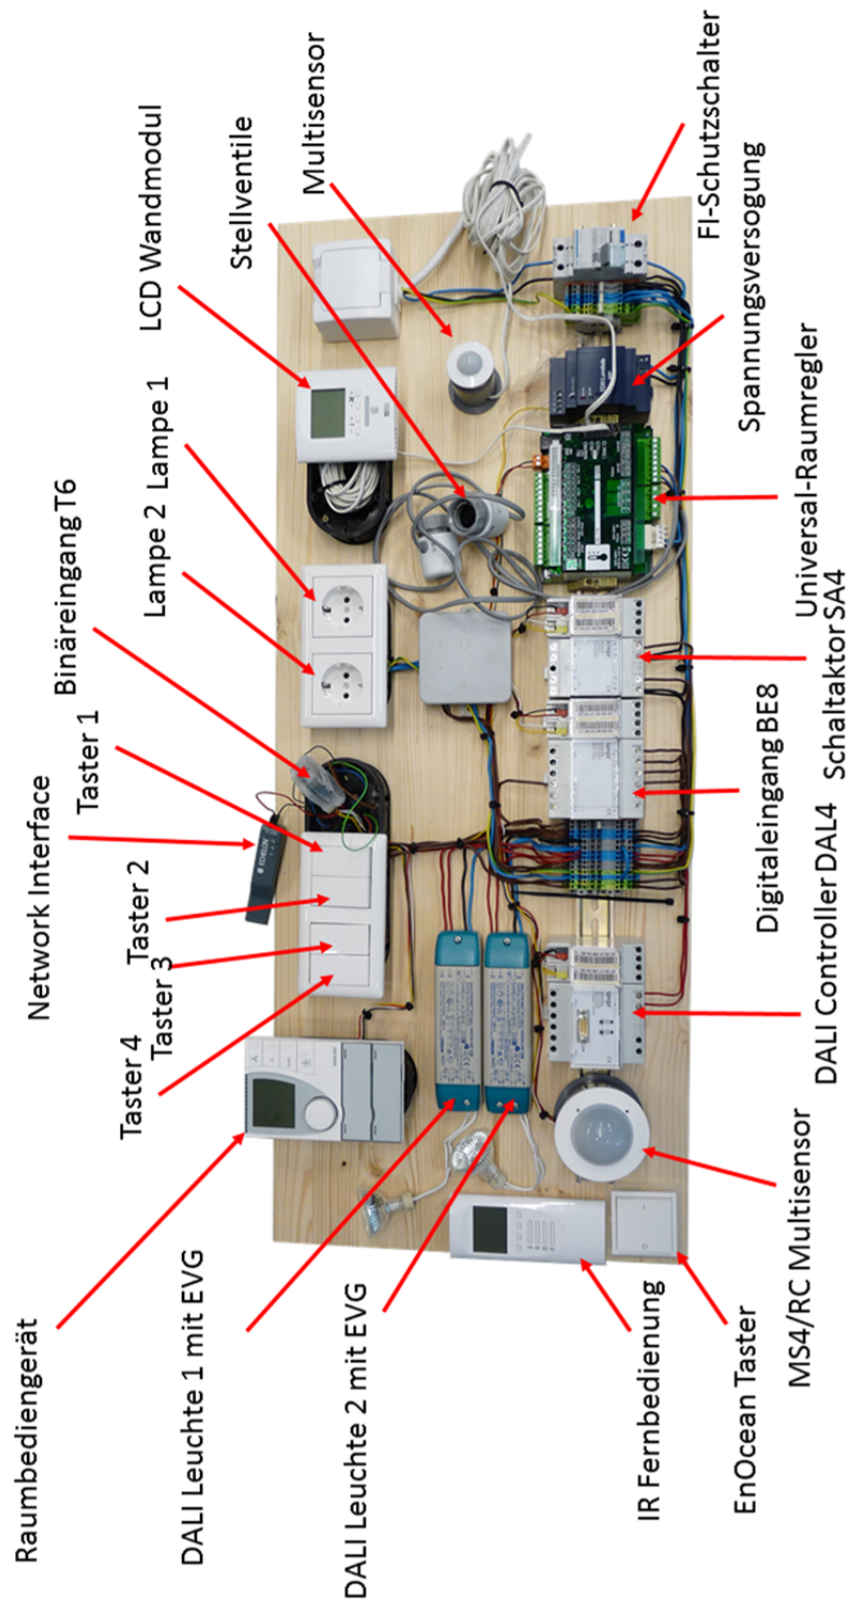 Raumbediengerät
Network Interface
Taster 4
Taster 3
Taster 2
Taster 1
Binäreingang T6
Lampe 2
Lampe 1
LCD Wandmodul
Stellventile
Multisensor
DALI Leuchte 1 mit EVG
DALI Leuchte 2 mit EVG
IR Fernbedienung
EnOcean Taster
MS4/RC Multisensor
DALI Controller DAL4
Digitaleingang BE8
Schaltaktor SA4
Universal-Raumregler
Spannungsversogung
FI-Schutzschalter
ECHELON